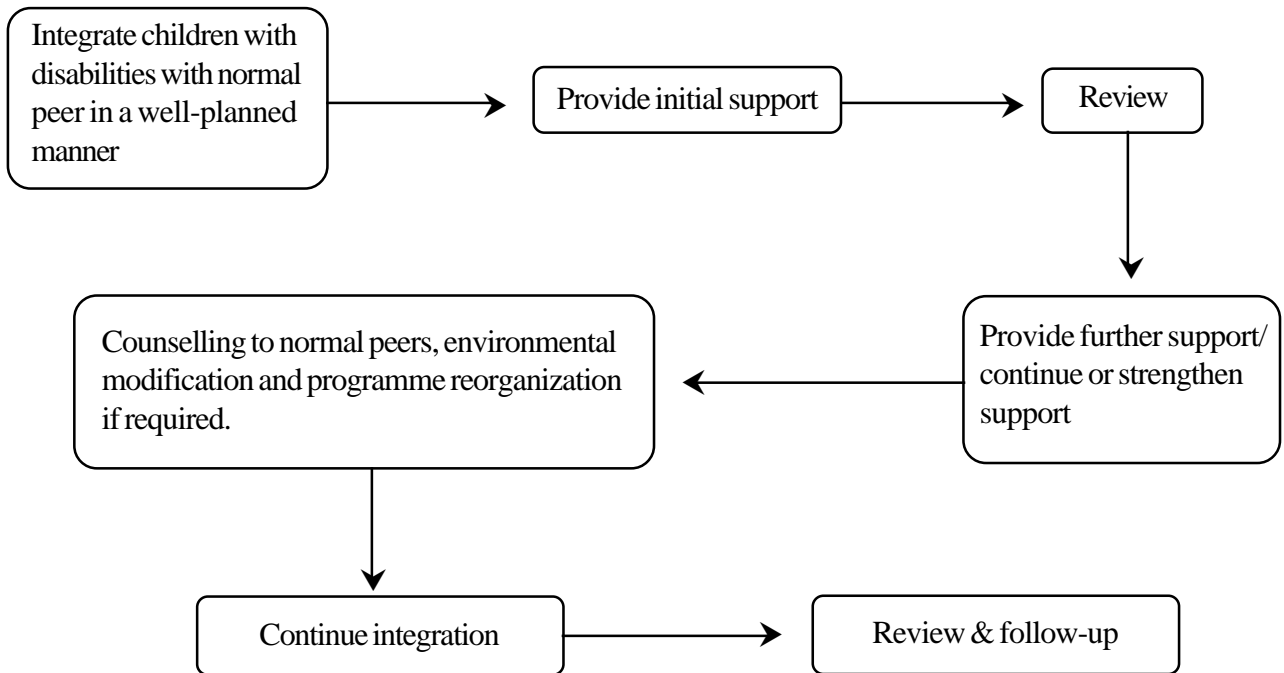 Integrate children with
disabilities with normal
peer in a well-planned
manner
Provide initial support
Review
Provide further support/
continue or strengthen
support
Counselling to normal peers, environmental
modification and programme reorganization
if required.
Continue integration
Review & follow-up